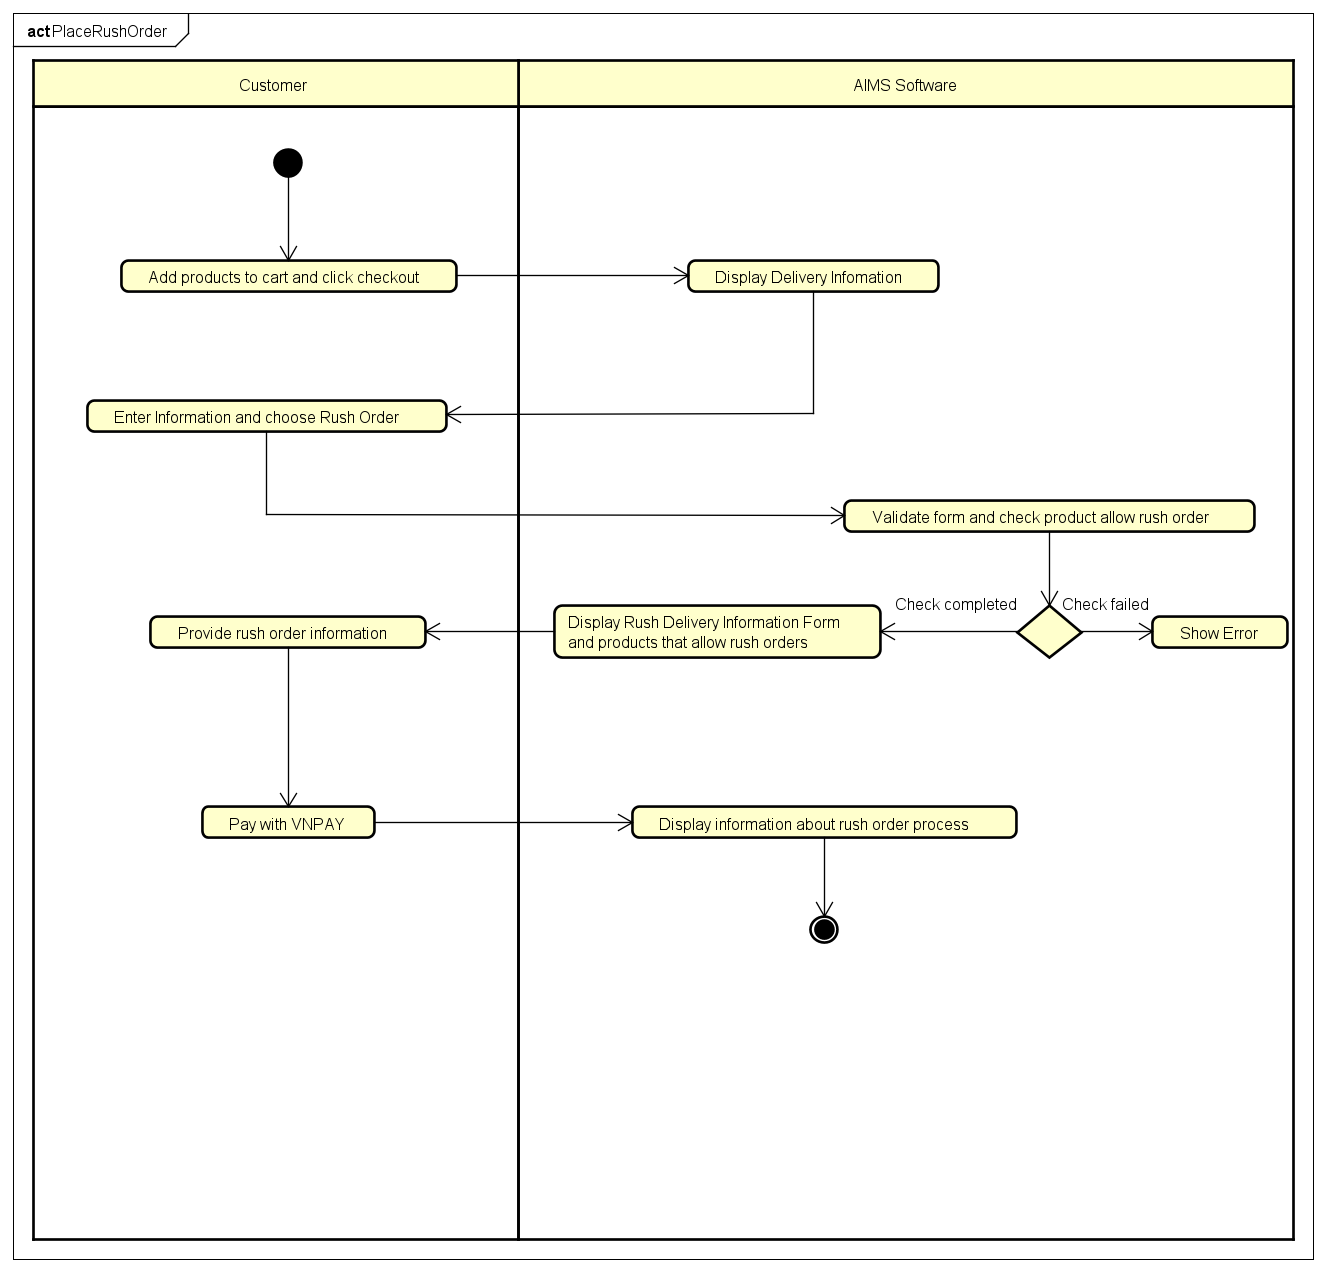 act PlaceRushOrder
Customer
AIMS Software
Add products to cart and click checkout
Display Delivery Infomation
Enter Information and choose Rush Order
Validate form and check product allow rush order
Check completed
Check failed
Provide rush order information
Display Rush Delivery Information Form
and products that allow rush orders
Show Error
Pay with VNPAY
Display information about rush order process